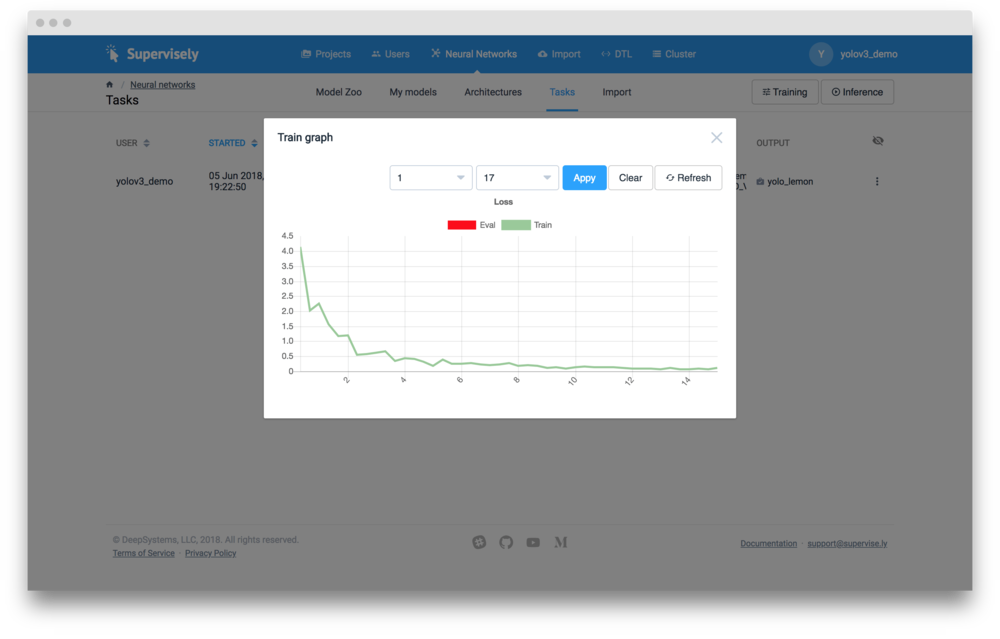 Supervisely
Projects Users Neural Networks Import DTL Cluster
Y yolov3_demo
/ Neural networks
Tasks
Model Zoo My models Architectures Tasks Import
Training Inference
Train graph
USER STARTED OUTPUT
yolov3_demo 05 Jun 2018, yolo_lemon
19:22:50
1 17 Appy Clear Refresh
Loss
Eval Train
4.5
4.0
3.5
3.0
2.5
2.0
1.5
1.0
0.5
0
2 4 6 8 10 12 14
© DeepSystems, LLC, 2018. All rights reserved.
Terms of Service · Privacy Policy
Documentation · support@supervise.ly